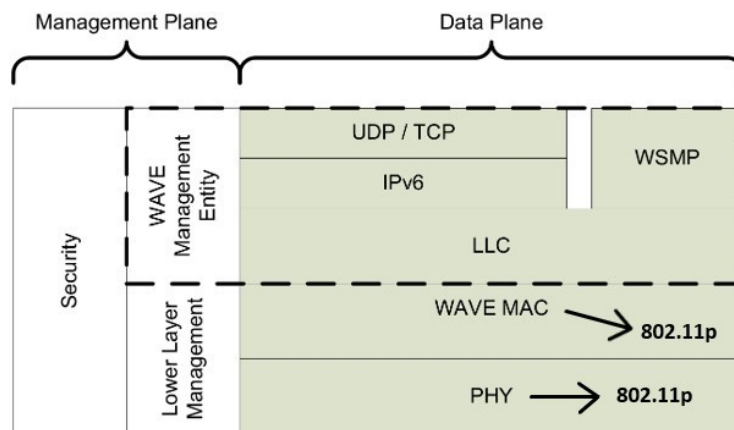 Management Plane
Data Plane
Security
WAVE
Management
Entity
Lower Layer
Management
UDP / TCP
IPv6
WSMP
LLC
WAVE MAC
802.11p
PHY
802.11p